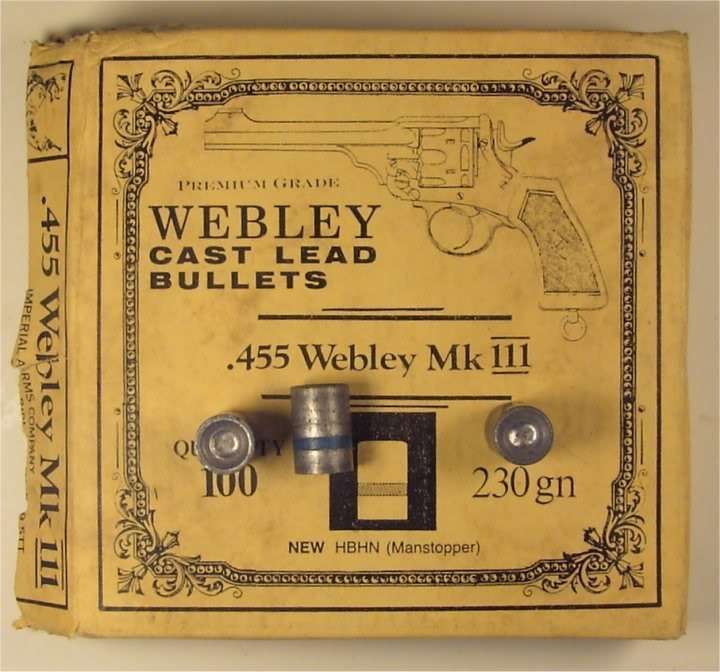 PREMIUM GRADE
WEBLEY
CAST LEAD
BULLETS
.455 Webley Mk III
100
230 gn
NEW HBHN (Manstopper)
.455 Webley Mk III
IMPERIAL ARMS COMPANY